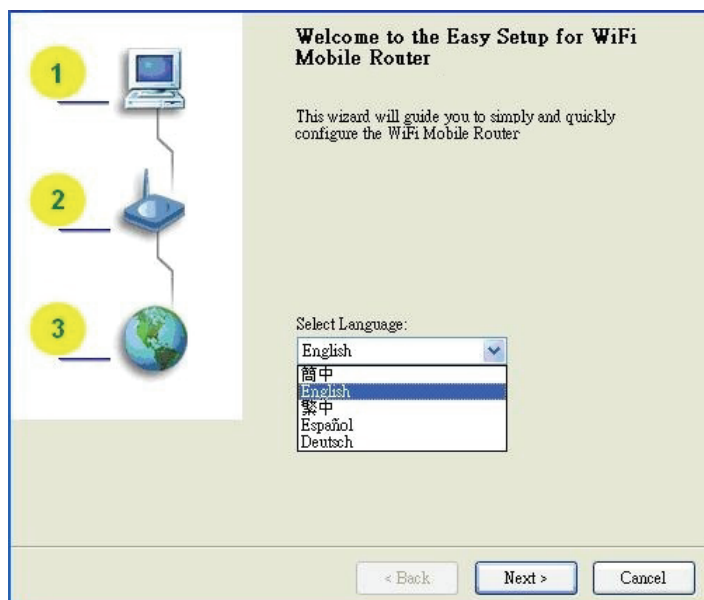 Welcome to the Easy Setup for WiFi
Mobile Router
This wizard will guide you to simply and quickly
configure the WiFi Mobile Router
1
2
3
Select Language:
English
簡中
English
繁中
Español
Deutsch
< Back
Next >
Cancel